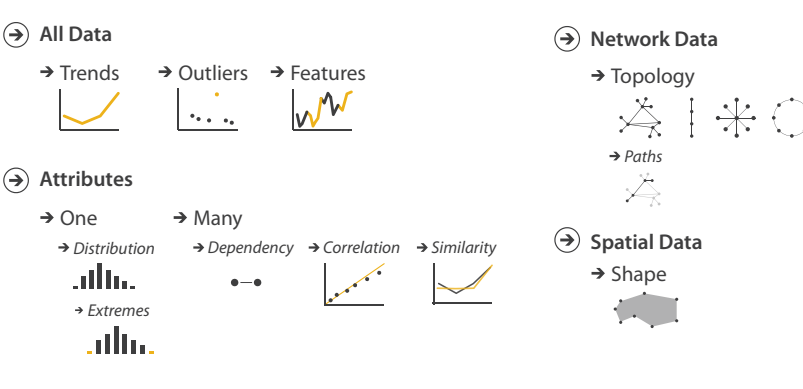 All Data
→ Trends → Outliers → Features
Attributes
→ One → Many
→ Distribution → Dependency → Correlation → Similarity
→ Extremes
Network Data
→ Topology
→ Paths
Spatial Data
→ Shape